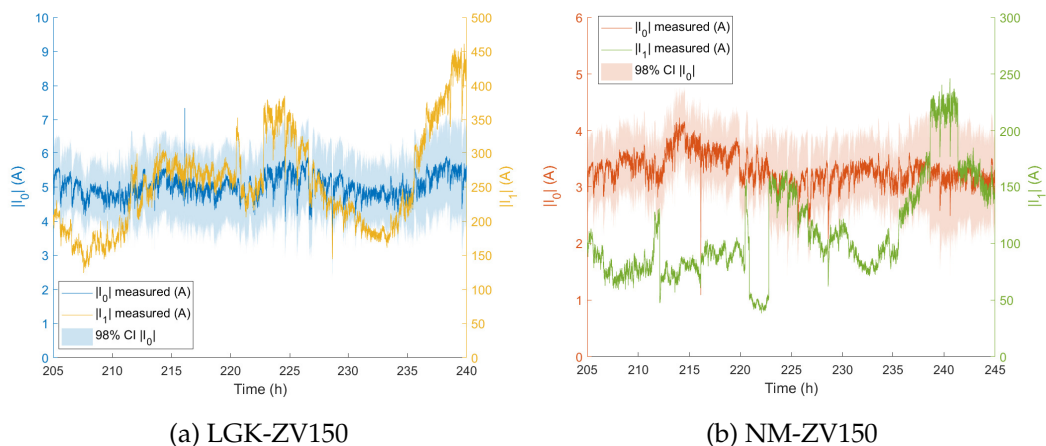 10
9
8
7
6
5
4
3
2
1
0
|I0| (A)
500
450
400
350
300
250
200
150
100
50
0
|I1| (A)
|I0| measured (A)
|I1| measured (A)
98% CI |I0|
205 210 215 220 225 230 235 240
Time (h)
(a) LGK-ZV150
6
5
4
3
2
1
0
|I0| (A)
300
250
200
150
100
50
0
|I1| (A)
|I0| measured (A)
|I1| measured (A)
98% CI |I0|
205 210 215 220 225 230 235 240 245
Time (h)
(b) NM-ZV150